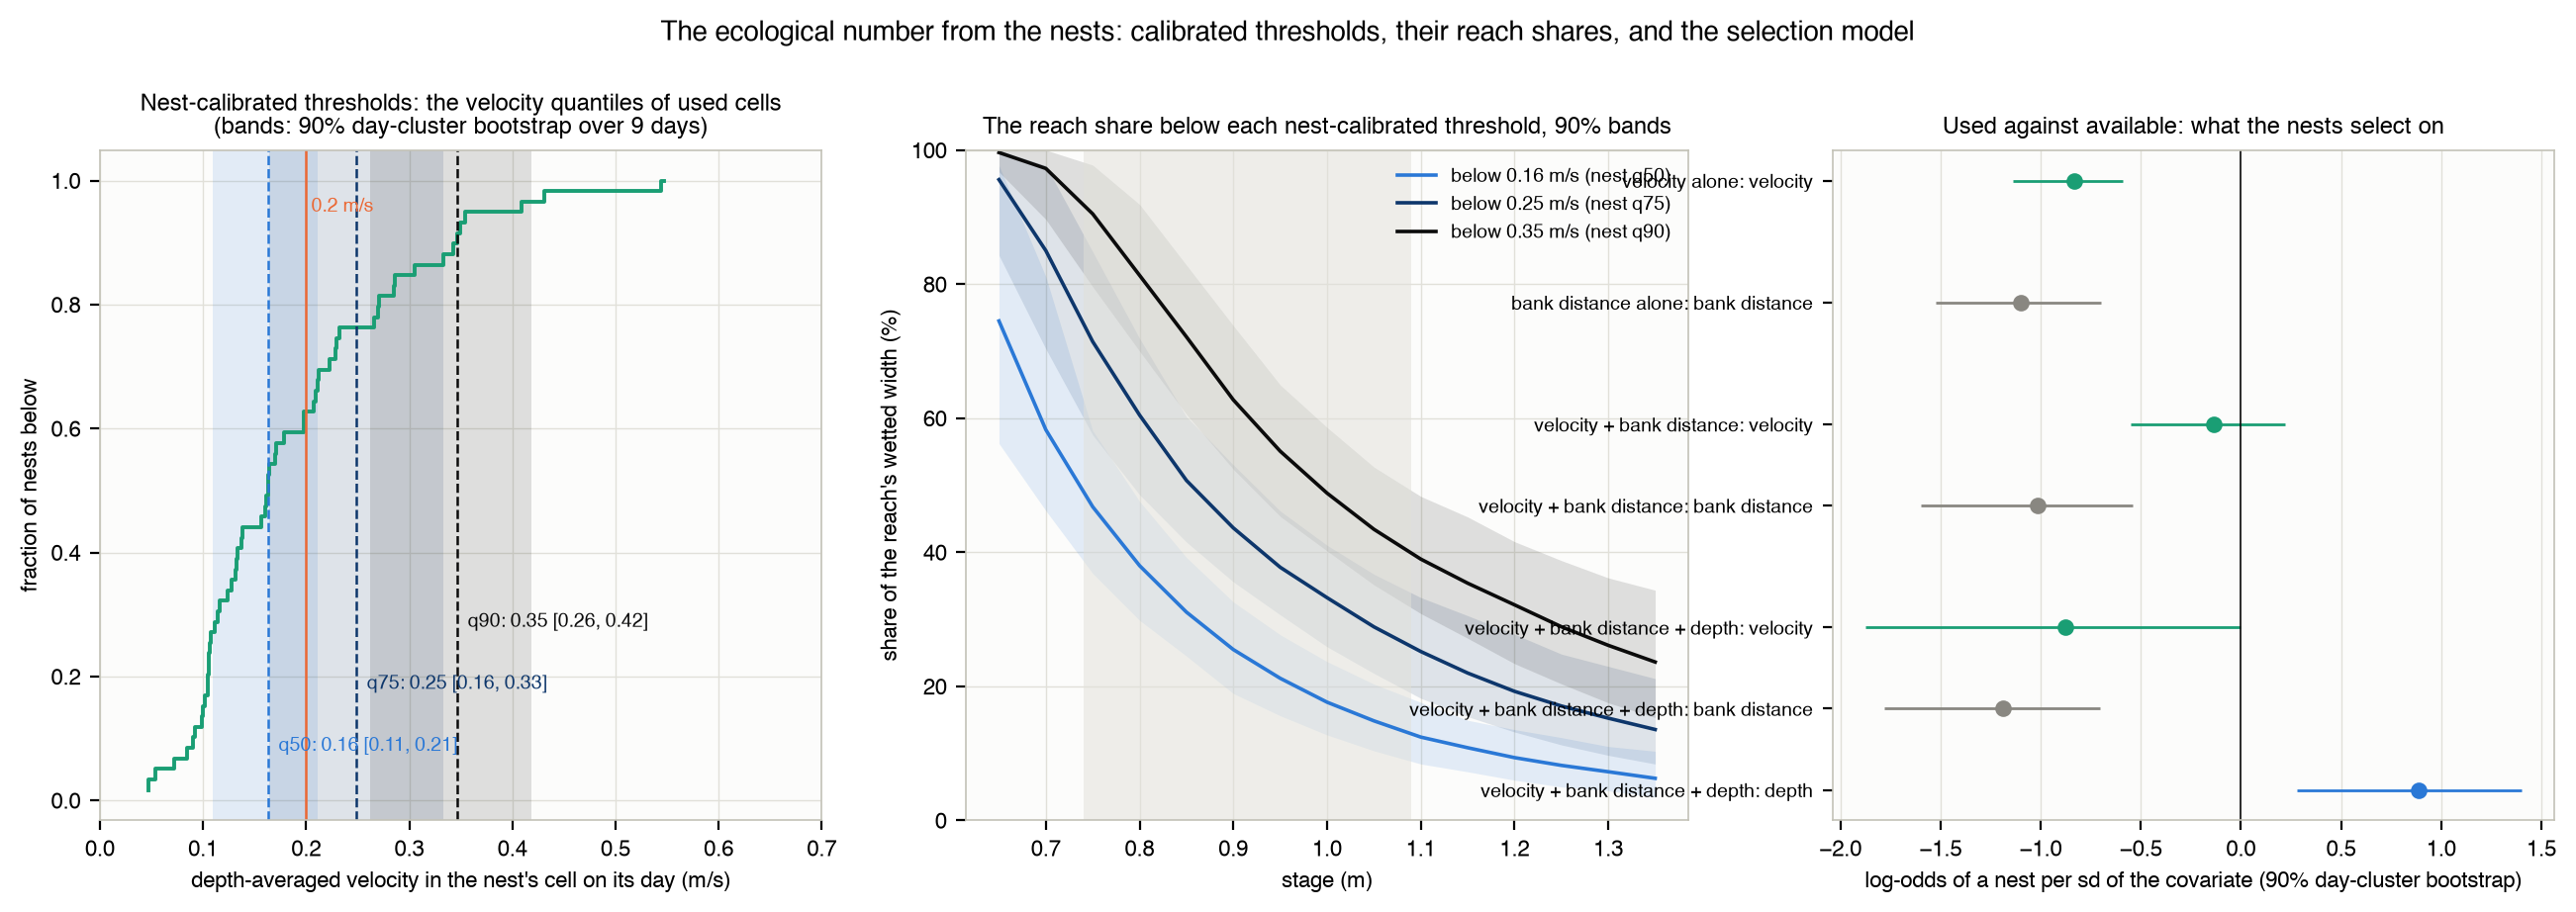 The ecological number from the nests: calibrated thresholds, their reach shares, and the selection model
Nest-calibrated thresholds: the velocity quantiles of used cells
(bands: 90% day-cluster bootstrap over 9 days)
fraction of nests below
1.0
0.8
0.6
0.4
0.2
0.0
0.2 m/s
q90: 0.35 [0.26, 0.42]
q75: 0.25 [0.16, 0.33]
q50: 0.16 [0.11, 0.21]
0.0 0.1 0.2 0.3 0.4 0.5 0.6 0.7
depth-averaged velocity in the nest's cell on its day (m/s)
The reach share below each nest-calibrated threshold, 90% bands
share of the reach's wetted width (%)
100
80
60
40
20
0
below 0.16 m/s (nest q50)
below 0.25 m/s (nest q75)
below 0.35 m/s (nest q90)
0.7 0.8 0.9 1.0 1.1 1.2 1.3
stage (m)
Used against available: what the nests select on
velocity alone: velocity
bank distance alone: bank distance
velocity + bank distance: velocity
velocity + bank distance: bank distance
velocity + bank distance + depth: velocity
velocity + bank distance + depth: bank distance
velocity + bank distance + depth: depth
−2.0 −1.5 −1.0 −0.5 0.0 0.5 1.0 1.5
log-odds of a nest per sd of the covariate (90% day-cluster bootstrap)